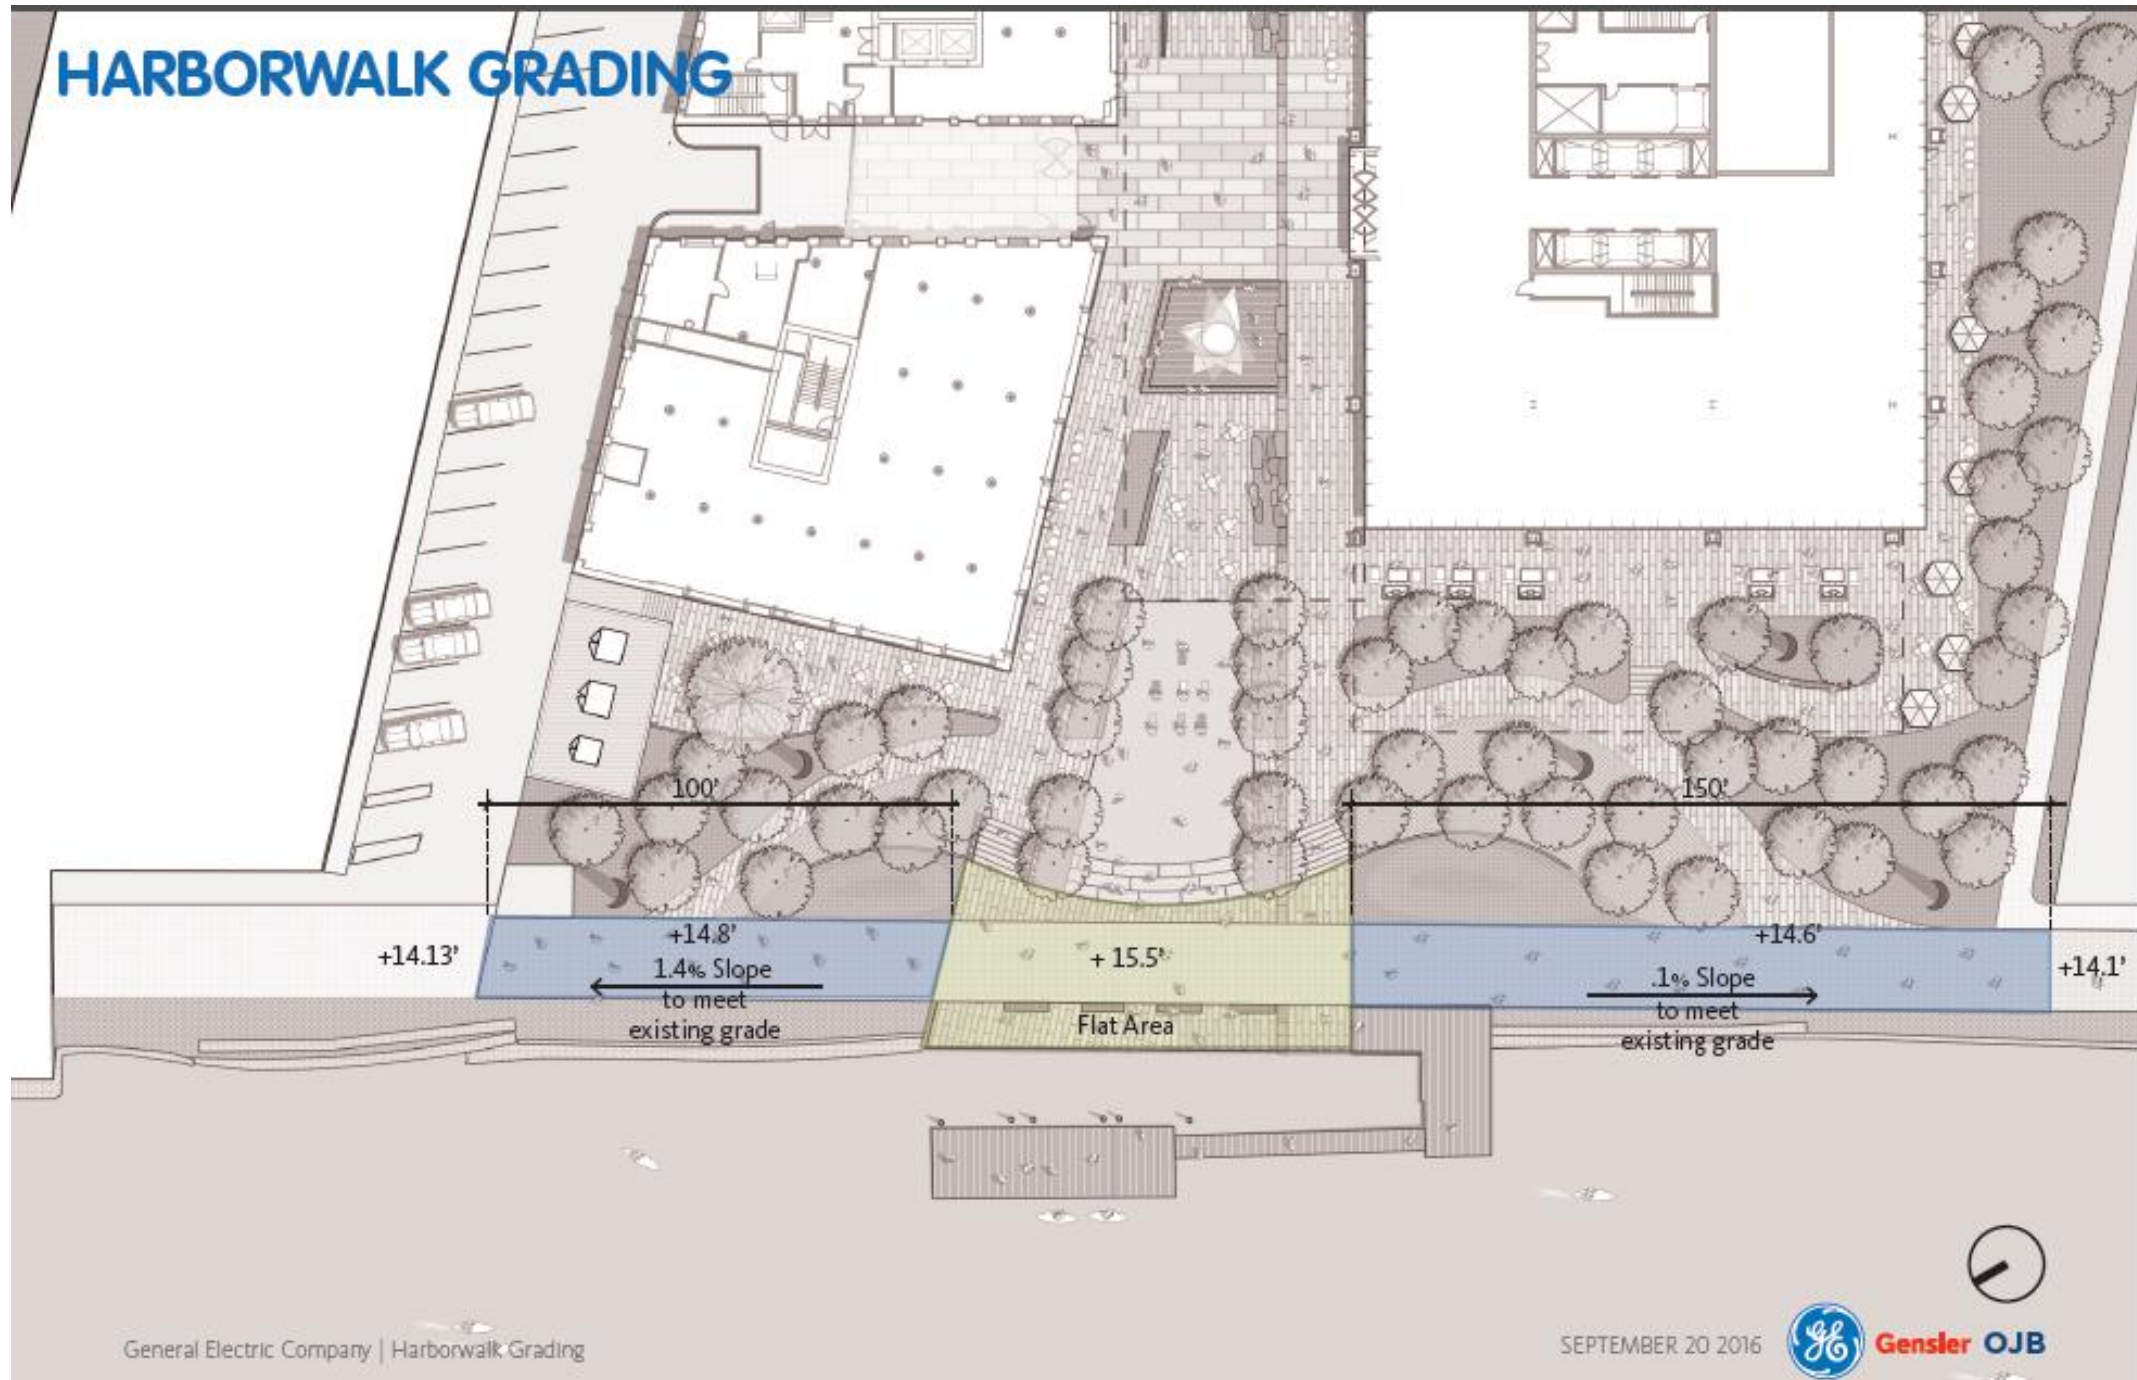 HARBORWALK GRADING
100'
150'
+14.13'
+14.8'
1.4% Slope
to meet
existing grade
+ 15.5'
Flat Area
+14.6'
.1% Slope
to meet
existing grade
+14.1'
General Electric Company | Harborwalk Grading
SEPTEMBER 20 2016
GE
Gensler OJB